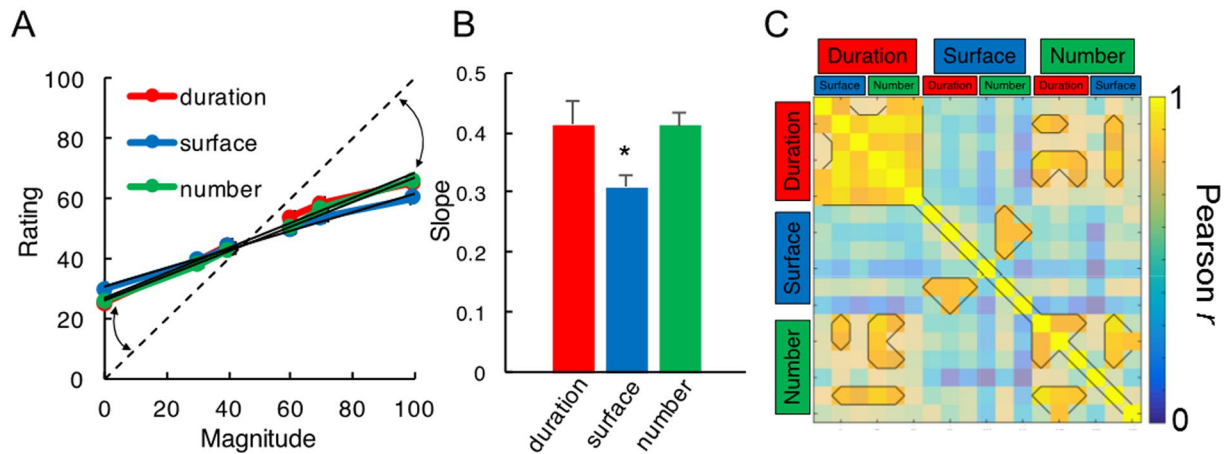 A
Rating
100
80
60
40
20
0
duration
surface
number
0 20 40 60 80 100
Magnitude
B
Slope
0.5
0.4
0.3
0.2
0.1
0
*
duration surface number
C
Duration Surface Number
Surface Number Duration Number Duration Surface
Duration
Surface
Number
1
0
Pearson r